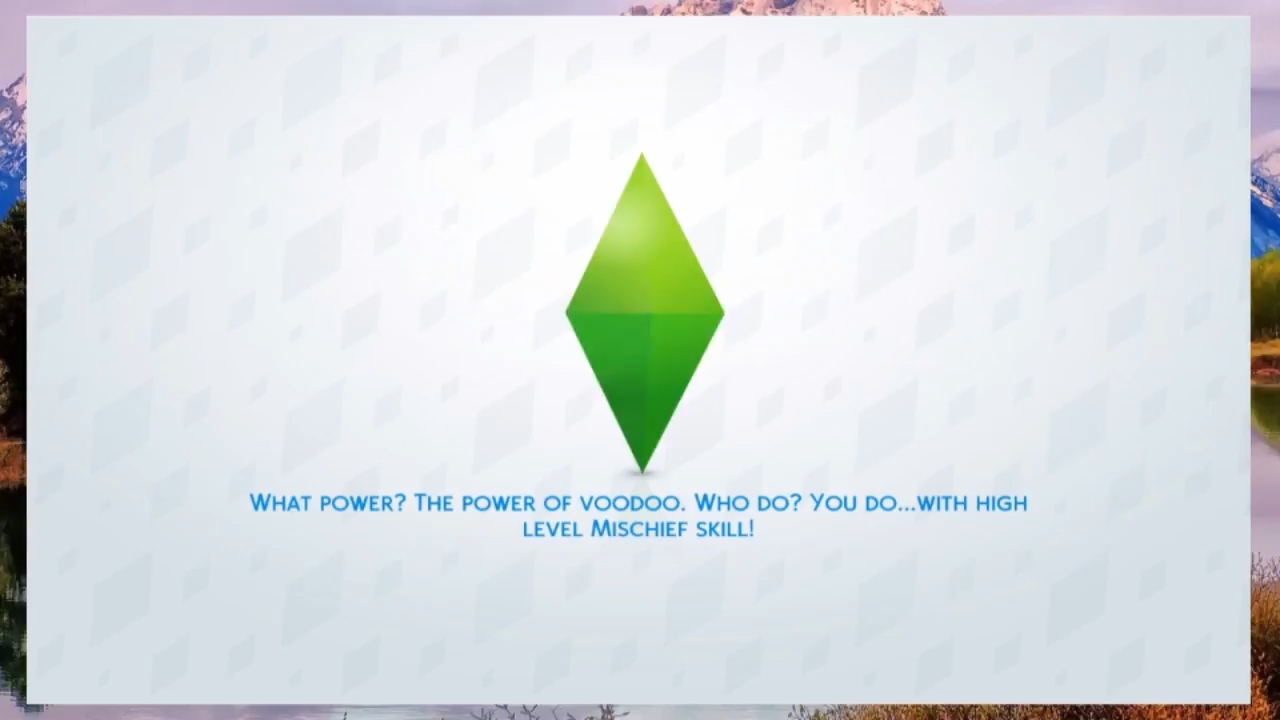 What power? The power of voodoo. Who do? You do...with high
level Mischief skill!